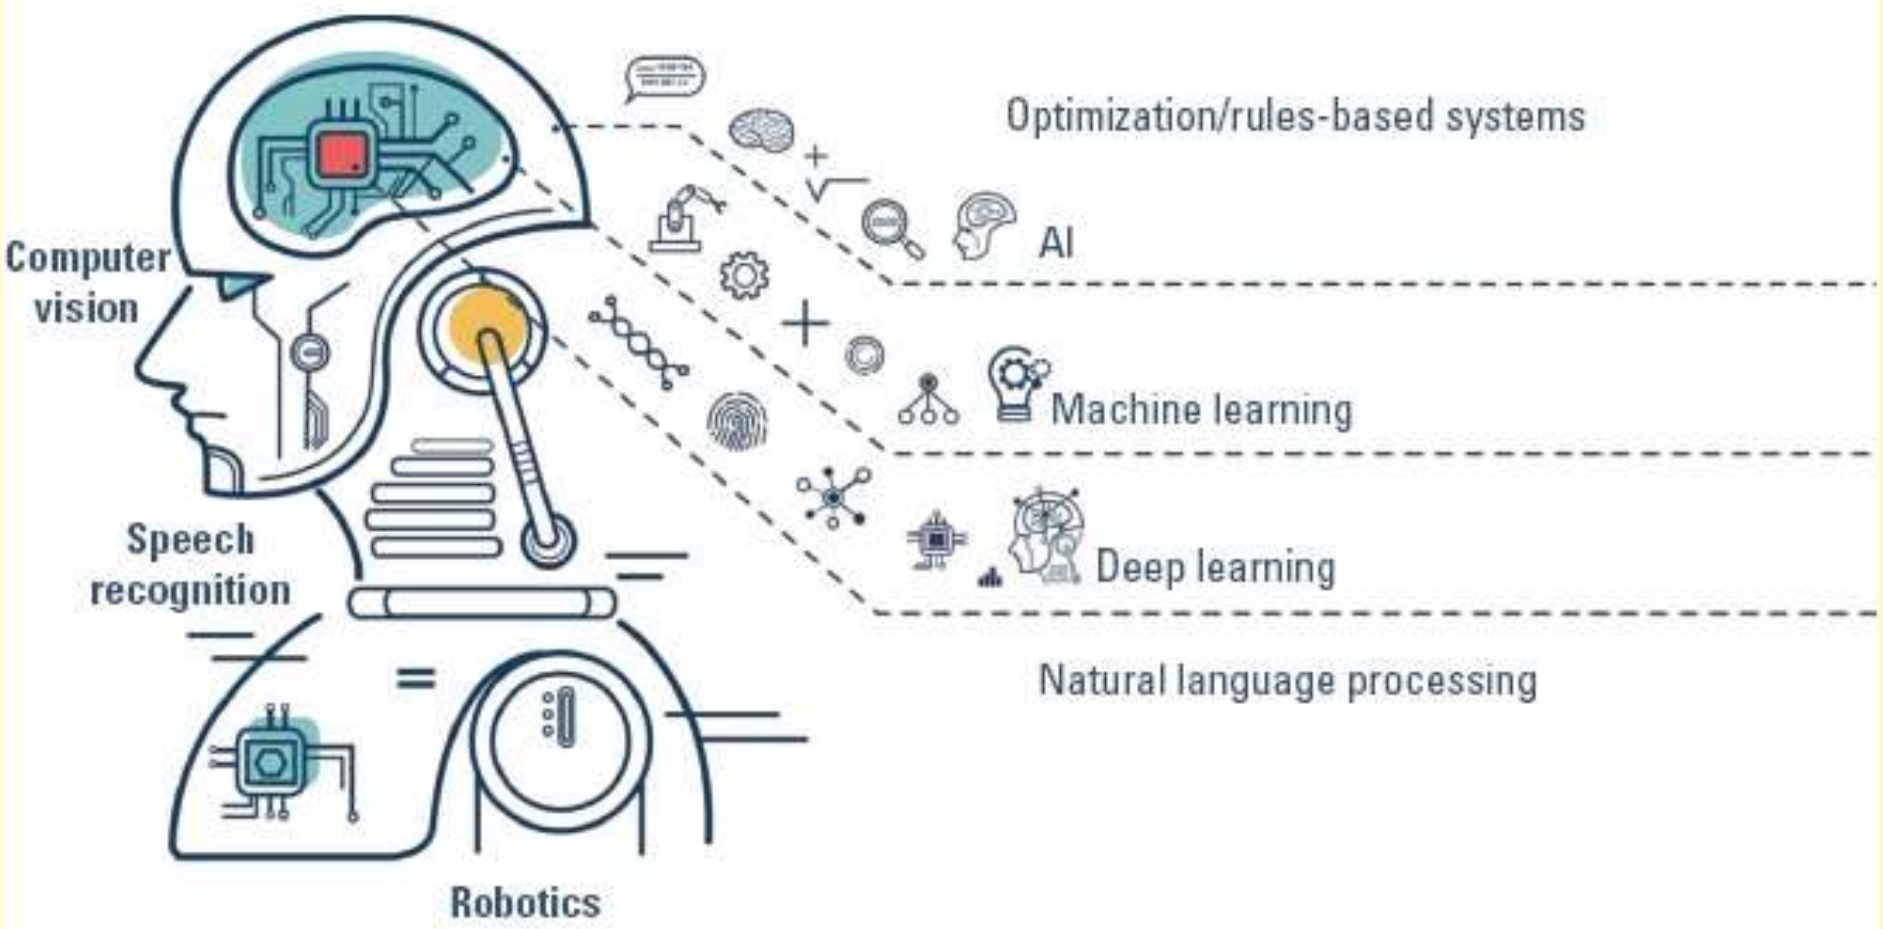 Optimization/rules-based systems
AI
Computer
vision
Machine learning
Speech
recognition
Deep learning
Natural language processing
Robotics